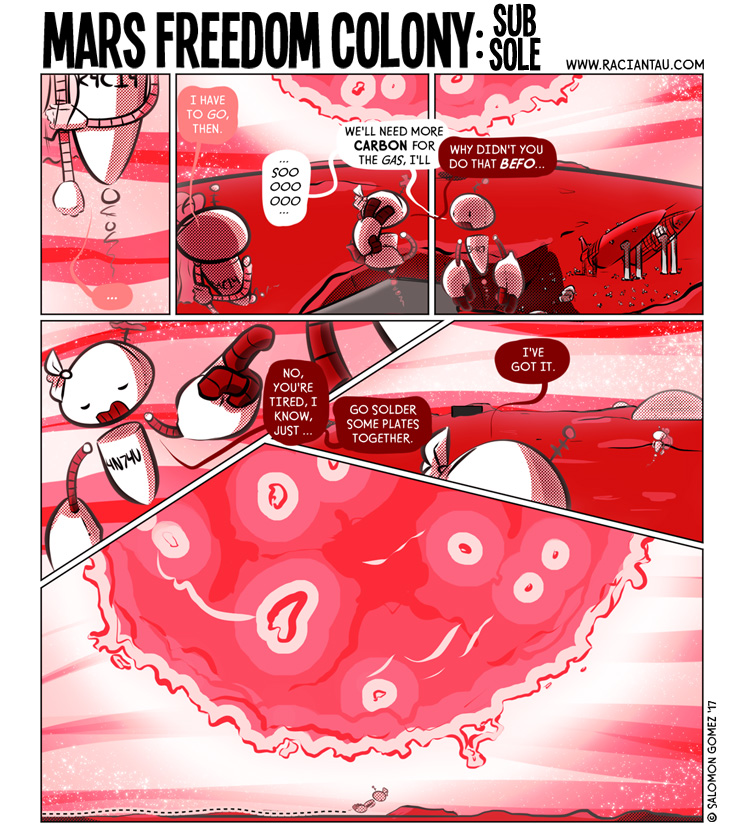 MARS FREEDOM COLONY:
SUB
SOLE
WWW.RACIANTAU.COM
...
I HAVE
TO GO,
THEN.
...
SOO
OOO
OOO
...
WE'LL NEED MORE
CARBON FOR
THE GAS, I'LL
WHY DIDN'T YOU
DO THAT BEFO...
NO,
YOU'RE
TIRED, I
KNOW,
JUST ...
GO SOLDER
SOME PLATES
TOGETHER.
4N74U
I'VE
GOT IT.
© SALOMON GOMEZ '17